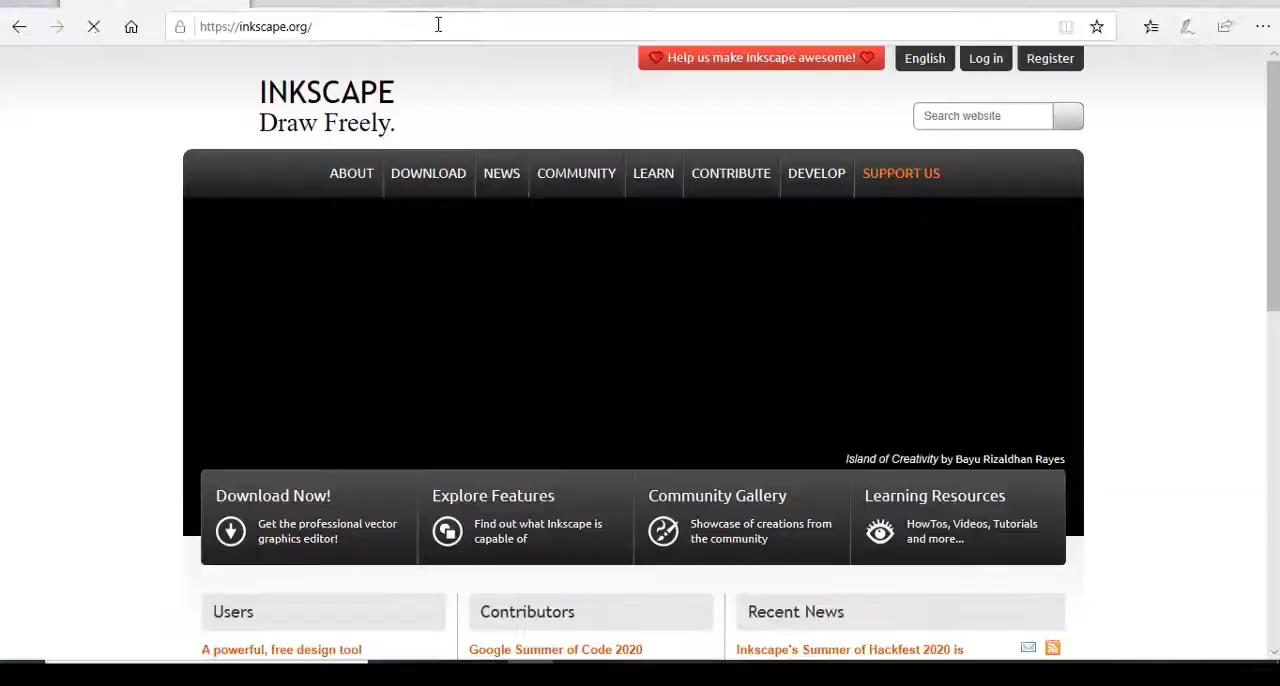 https://inkscape.org/
Help us make Inkscape awesome!
English
Log in
Register
INKSCAPE
Draw Freely.
Search website
ABOUT
DOWNLOAD
NEWS
COMMUNITY
LEARN
CONTRIBUTE
DEVELOP
SUPPORT US
Island of Creativity by Bayu Rizaldhan Rayes
Download Now!
Get the professional vector
graphics editor!
Explore Features
Find out what Inkscape is
capable of
Community Gallery
Showcase of creations from
the community
Learning Resources
HowTos, Videos, Tutorials
and more...
Users
A powerful, free design tool
Contributors
Google Summer of Code 2020
Recent News
Inkscape's Summer of Hackfest 2020 is